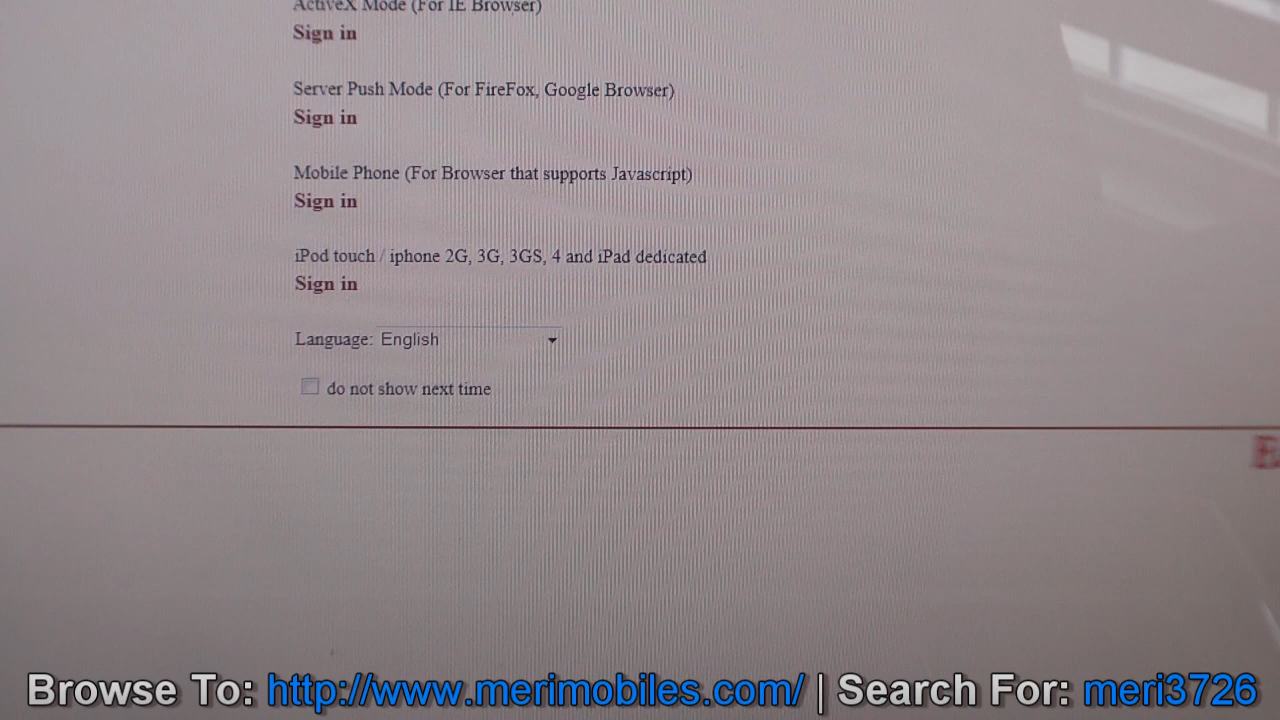 ActiveX Mode (For IE Browser)
Sign in
Server Push Mode (For FireFox, Google Browser)
Sign in
Mobile Phone (For Browser that supports Javascript)
Sign in
iPod touch / iphone 2G, 3G, 3GS, 4 and iPad dedicated
Sign in
Language: English
do not show next time
Browse To: http://www.merimobiles.com/ | Search For: meri3726